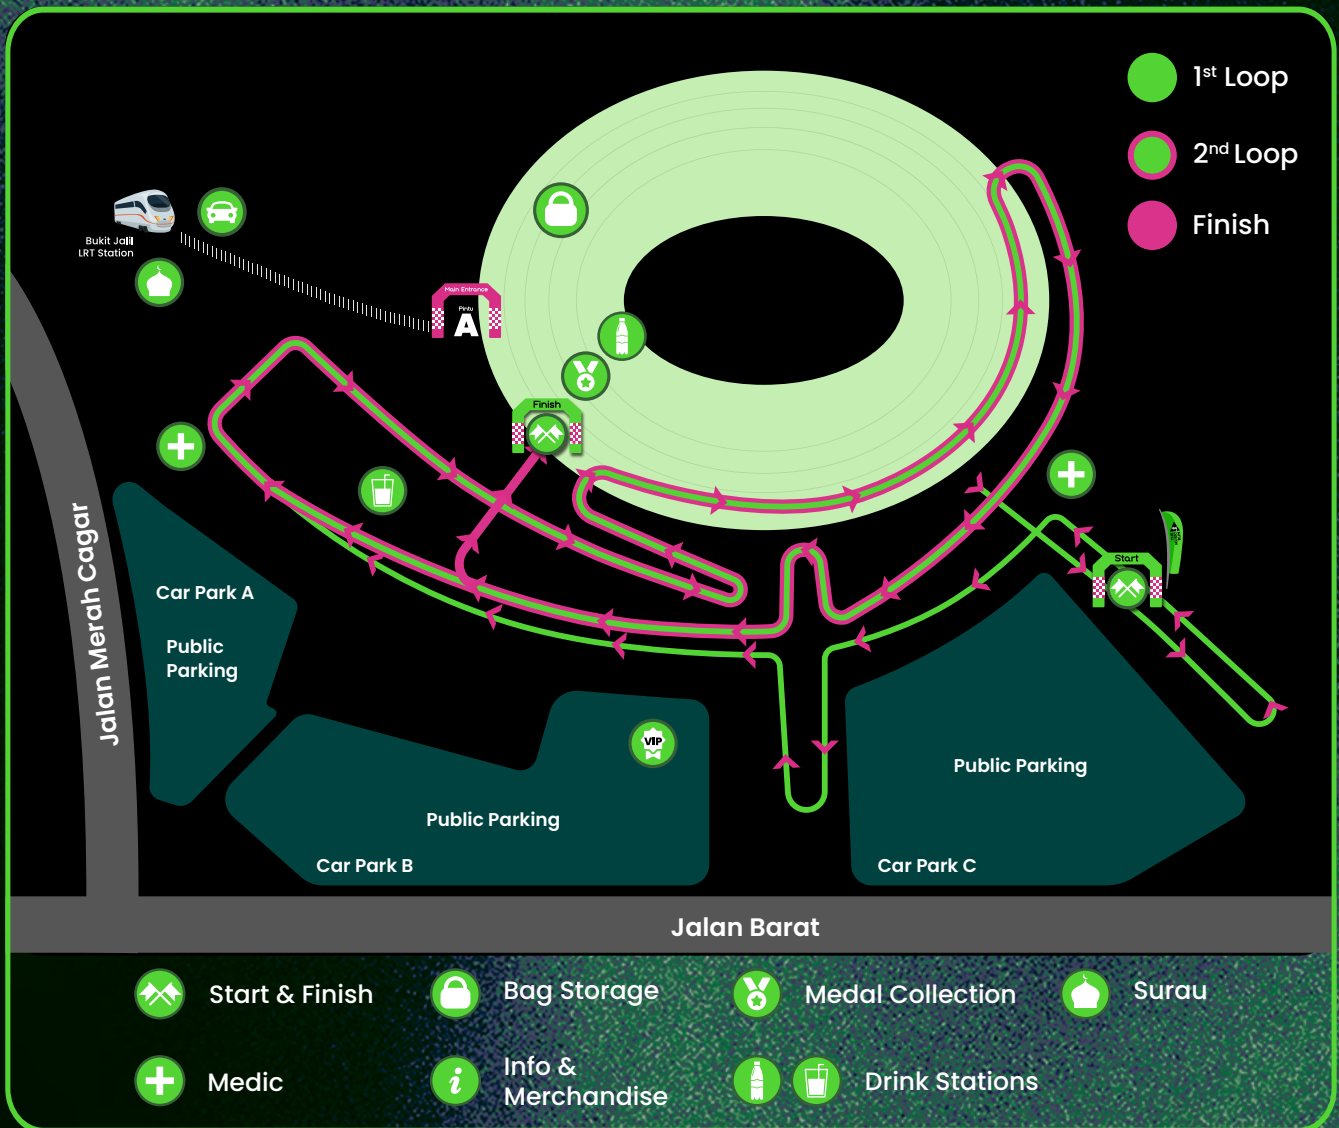 1st Loop
2nd Loop
Finish
Bukit Jalil
LRT Station
Main Entrance
Pintu
A
Finish
Start
Jalan Merah Cagar
Car Park A
Public
Parking
VIP
Public Parking
Car Park B
Public Parking
Car Park C
Jalan Barat
Start & Finish
Bag Storage
Medal Collection
Surau
Medic
i
Info &
Merchandise
Drink Stations